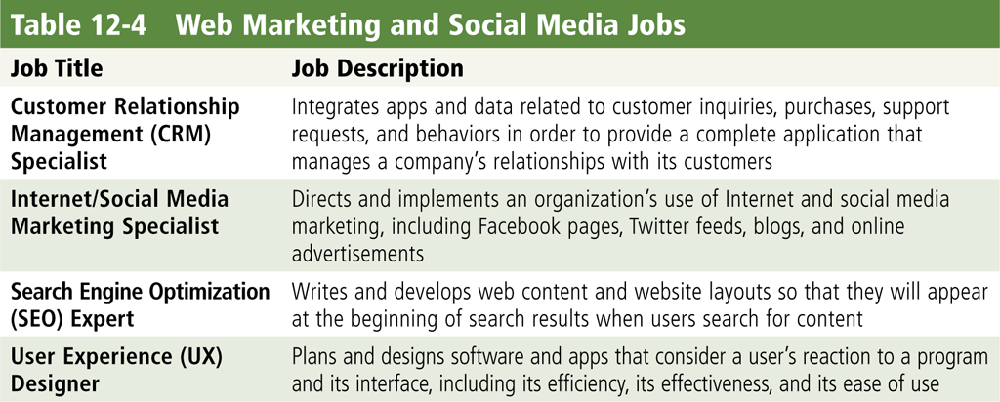 Table 12-4 Web Marketing and Social Media Jobs
Job Title Job Description
Customer Relationship Management (CRM) Specialist
Integrates apps and data related to customer inquiries, purchases, support
requests, and behaviors in order to provide a complete application that
manages a company's relationships with its customers
Internet/Social Media
Marketing Specialist
Directs and implements an organization's use of Internet and social media
marketing, including Facebook pages, Twitter feeds, blogs, and online
advertisements
Search Engine Optimization
(SEO) Expert
Writes and develops web content and website layouts so that they will appear
at the beginning of search results when users search for content
User Experience (UX)
Designer
Plans and designs software and apps that consider a user's reaction to a program
and its interface, including its efficiency, its effectiveness, and its ease of use